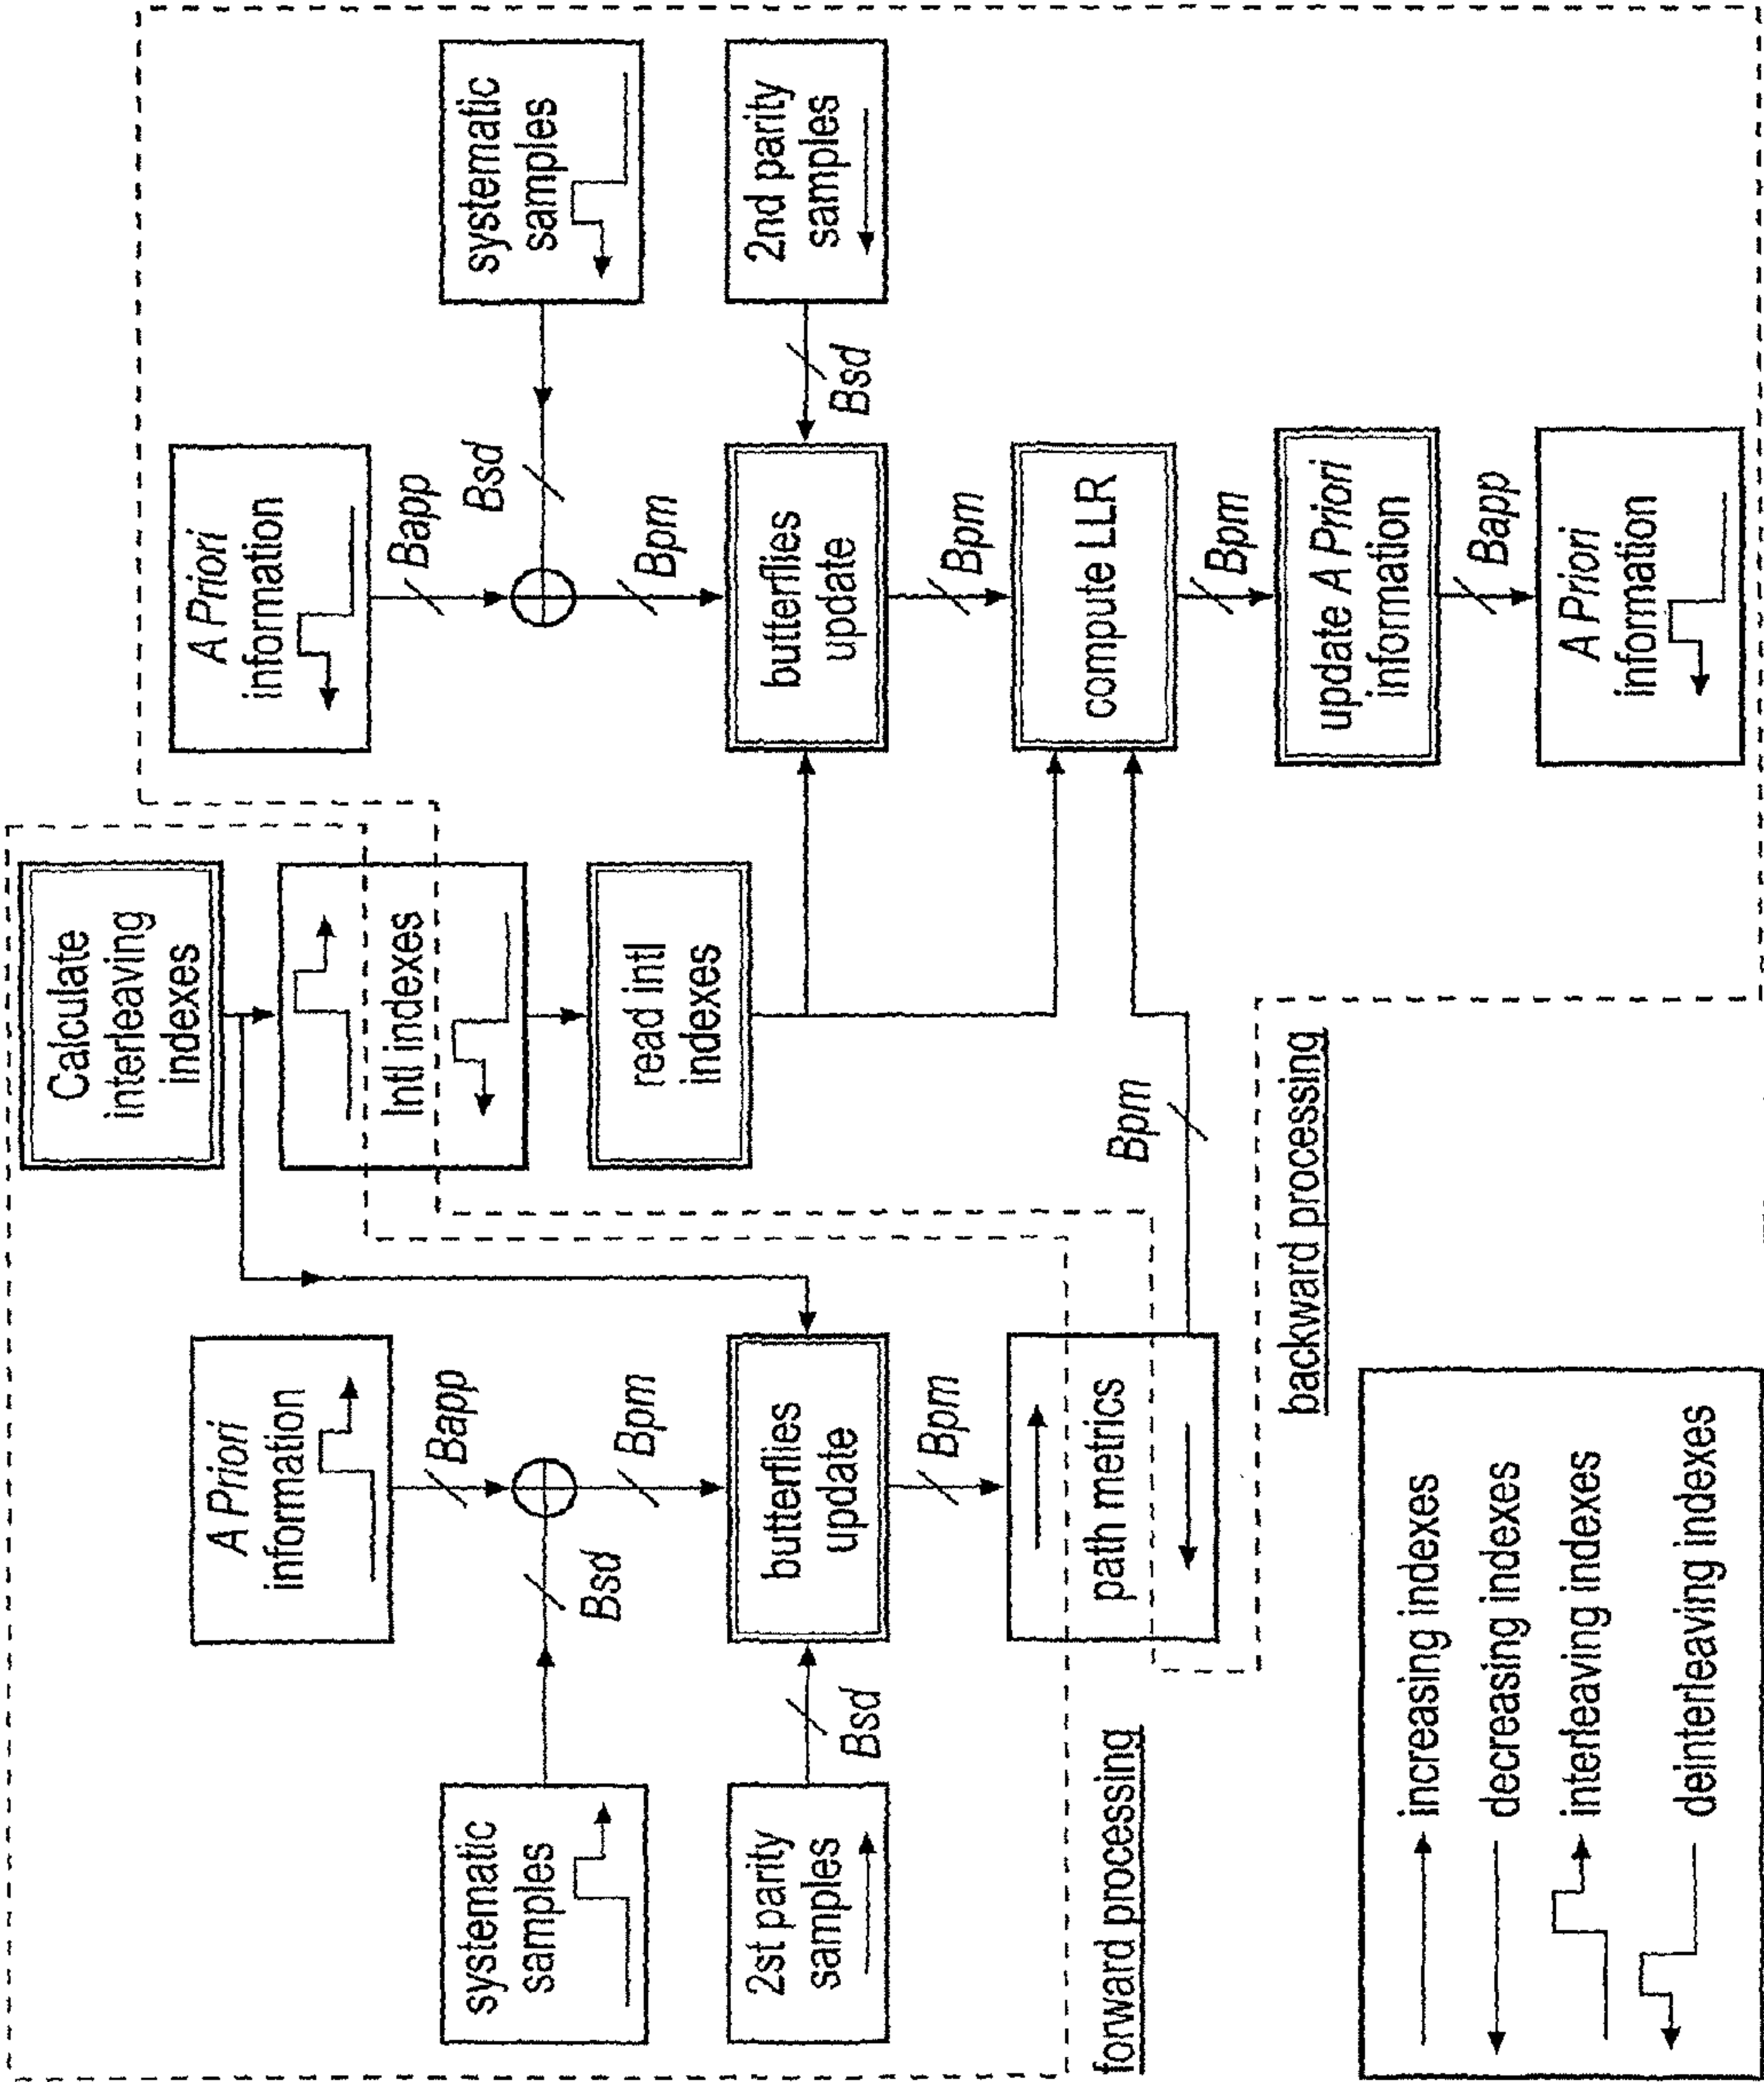 Calculate
interleaving
indexes
A Priori
information
Bapp
Intl indexes
A Priori
information
Bapp
systematic
samples
Bsd
Bpm
read intl
indexes
Bsd
Bpm
systematic
samples
2st parity
samples
Bsd
butterflies
update
butterflies
update
Bsd
2nd parity
samples
Bpm
Bpm
path metrics
Bpm
compute LLR
forward processing
Bpm
backward processing
update A Priori
information
Bapp
A Priori
information
increasing indexes
decreasing indexes
interleaving indexes
deinterleaving indexes